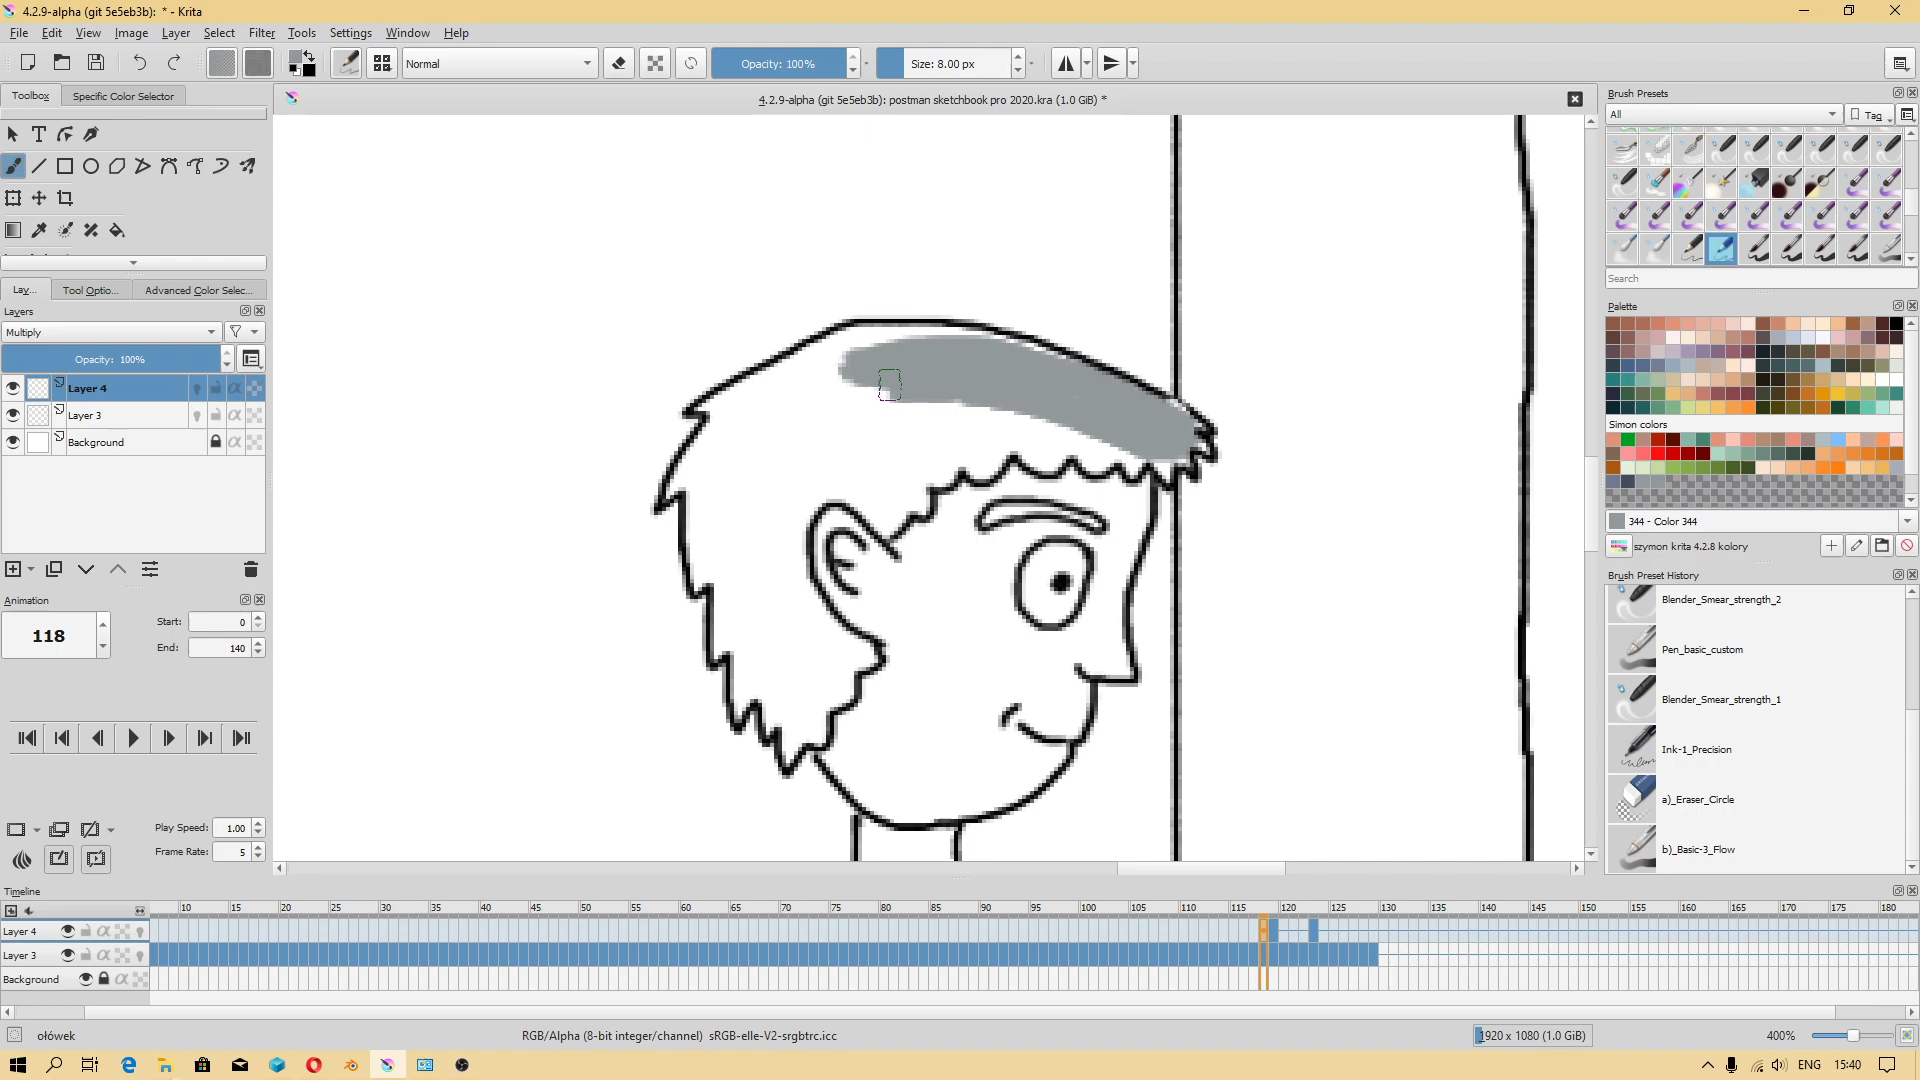 4.2.9-alpha (git 5e5eb3b):  * - Krita
File Edit View Image Layer Select Filter Tools Settings Window Help
Normal
Opacity: 100%
Size: 8.00 px
Toolbox
Specific Color Selector
4.2.9-alpha (git 5e5eb3b): postman sketchbook pro 2020.kra (1.0 GiB) *
Brush Presets
All
Tag
Search
Lay...
Tool Optio...
Advanced Color Selec...
Layers
Multiply
Opacity: 100%
Layer 4
Layer 3
Background
Palette
Simon colors
344 - Color 344
szymon krita 4.2.8 kolory
Brush Preset History
Blender_Smear_strength_2
Pen_basic_custom
Blender_Smear_strength_1
Ink-1_Precision
a)_Eraser_Circle
b)_Basic-3_Flow
Animation
118
Start: 0
End: 140
Play Speed: 1.00
Frame Rate: 5
Timeline
10 15 20 25 30 35 40 45 50 55 60 65 70 75 80 85 90 95 100 105 110 115 120 125 130 135 140 145 150 155 160 165 170 175 180
Layer 4
Layer 3
Background
ołówek
RGB/Alpha (8-bit integer/channel)  sRGB-elle-V2-srgbtrc.icc
1920 x 1080 (1.0 GiB)
400%
ENG
15:40